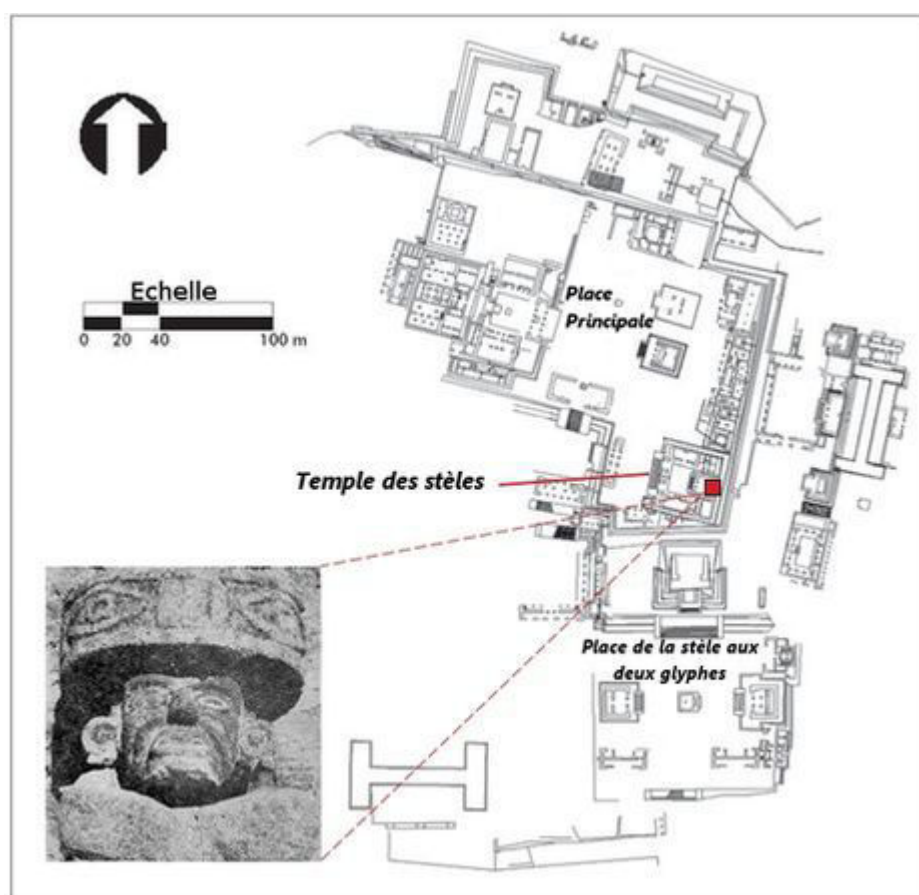 Echelle
0 20 40 100 m
Place
Principale
Temple des stèles
Place de la stèle aux
deux glyphes